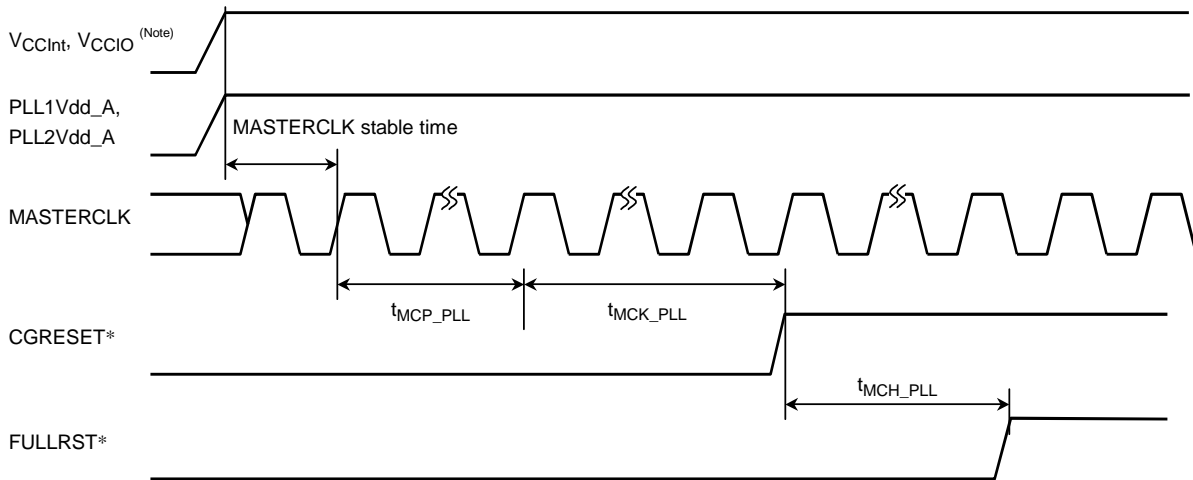 VCCInt, VCCIO (Note)
PLL1Vdd_A,
PLL2Vdd_A
MASTERCLK stable time
MASTERCLK
tMCP_PLL
tMCK_PLL
CGRESET*
tMCH_PLL
FULLRST*